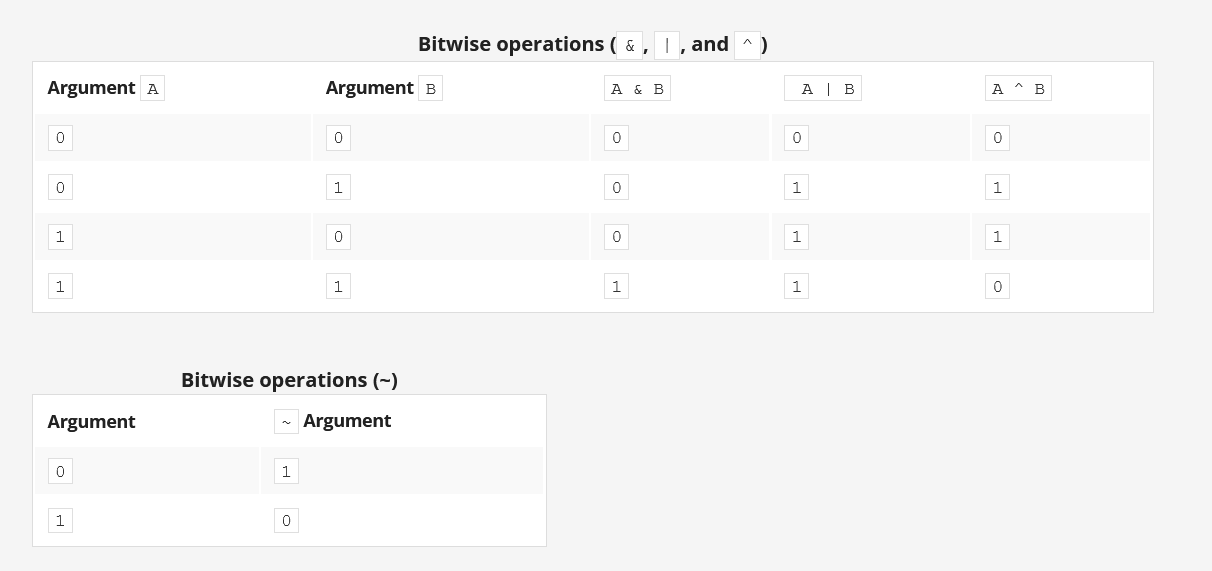 Bitwise operations (&, |, and ^)
Argument A Argument B A & B A | B A ^ B
0 0 0 0 0
0 1 0 1 1
1 0 0 1 1
1 1 1 1 0
Bitwise operations (~)
Argument ~ Argument
0 1
1 0